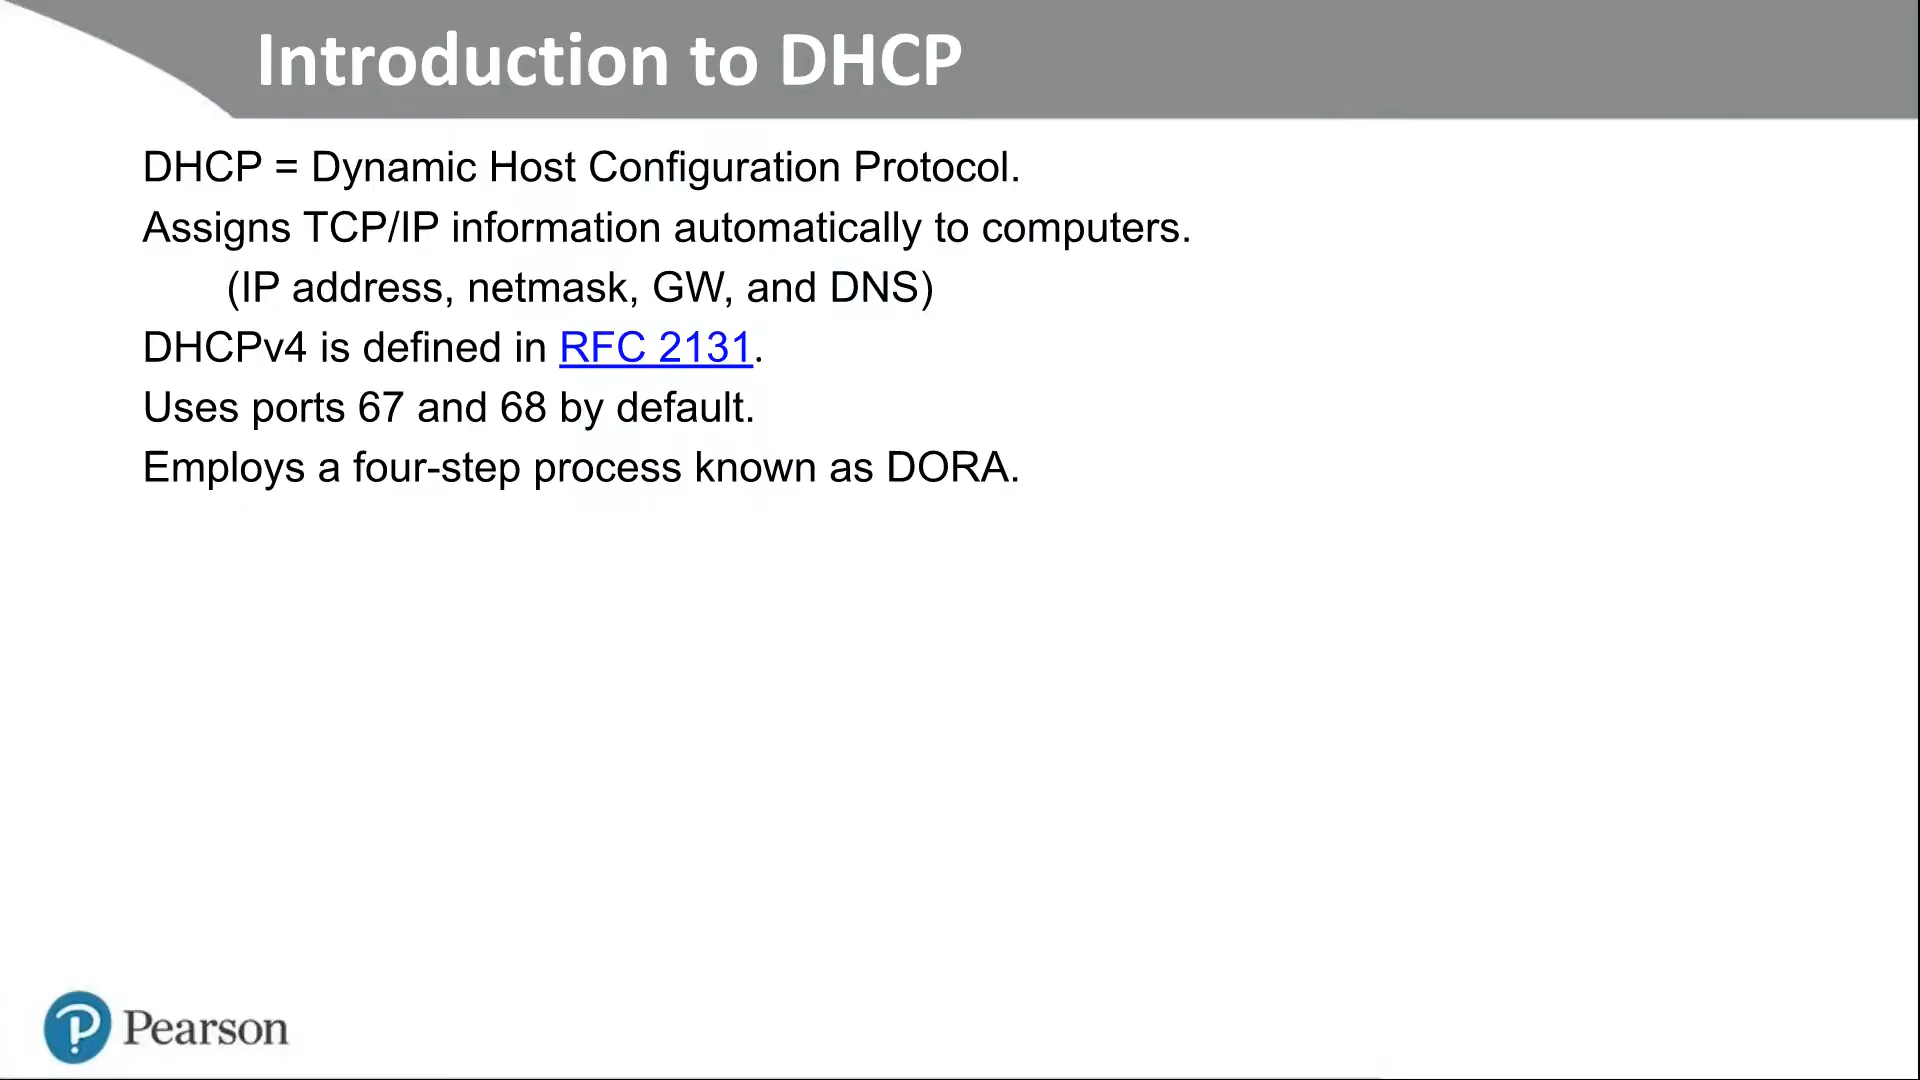 Introduction to DHCP
DHCP = Dynamic Host Configuration Protocol.
Assigns TCP/IP information automatically to computers.
(IP address, netmask, GW, and DNS)
DHCPv4 is defined in RFC 2131.
Uses ports 67 and 68 by default.
Employs a four-step process known as DORA.
Pearson